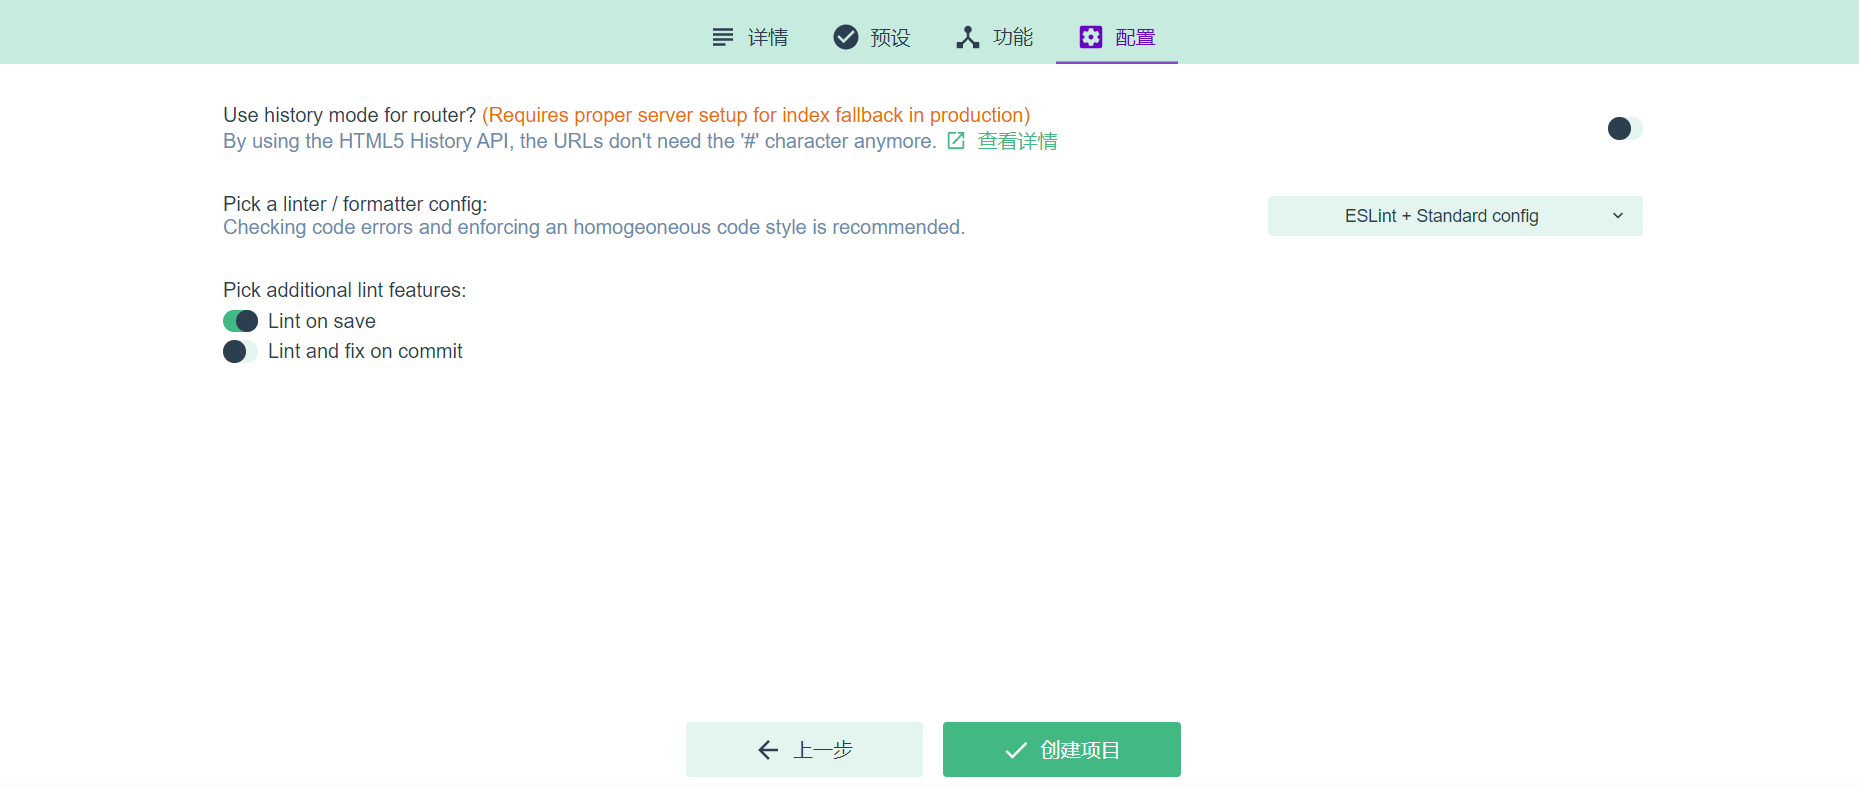 详情 预设 功能 配置
Use history mode for router? (Requires proper server setup for index fallback in production)
By using the HTML5 History API, the URLs don't need the '#' character anymore. 查看详情
Pick a linter / formatter config:
Checking code errors and enforcing an homogeoneous code style is recommended.
ESLint + Standard config
Pick additional lint features:
Lint on save
Lint and fix on commit
上一步 创建项目